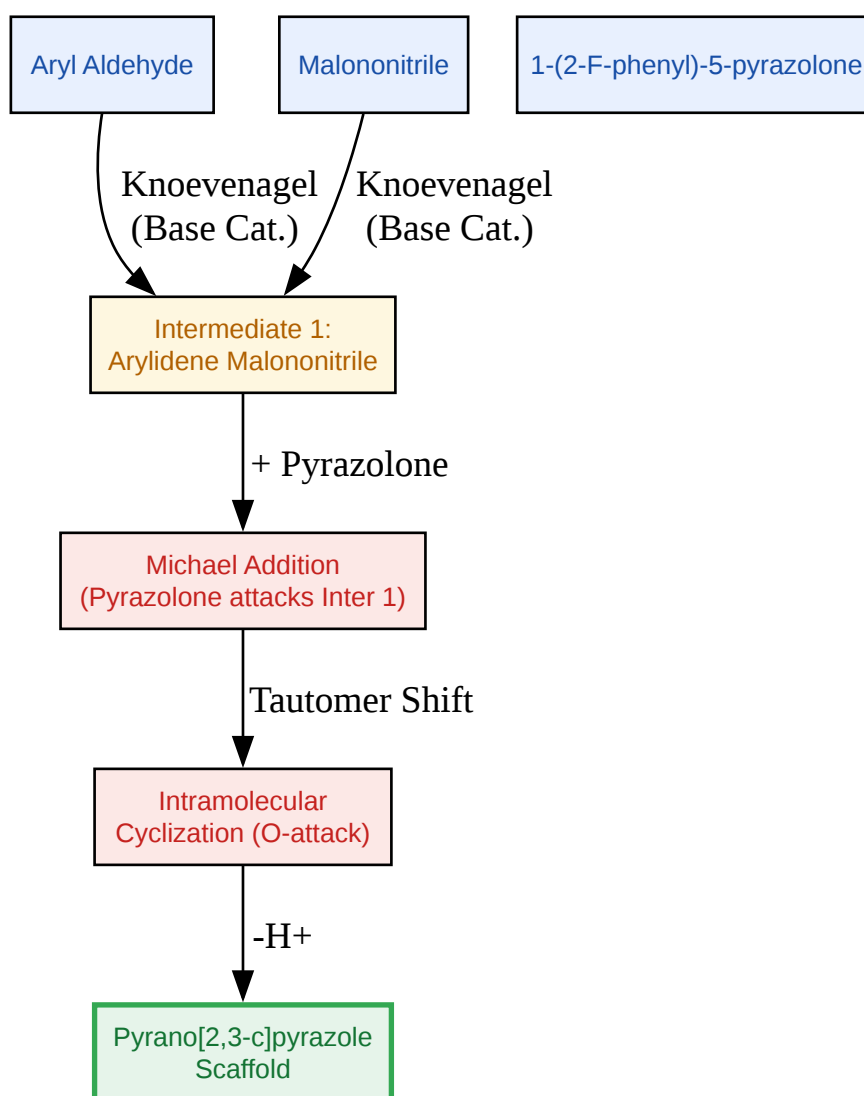 Aryl Aldehyde
Malononitrile
1-(2-F-phenyl)-5-pyrazolone
Knoevenagel
(Base Cat.)
Knoevenagel
(Base Cat.)
Intermediate 1:
Arylidene Malononitrile
+ Pyrazolone
Michael Addition
(Pyrazolone attacks Inter 1)
Tautomer Shift
Intramolecular
Cyclization (O-attack)
-H+
Pyrano[2,3-c]pyrazole
Scaffold